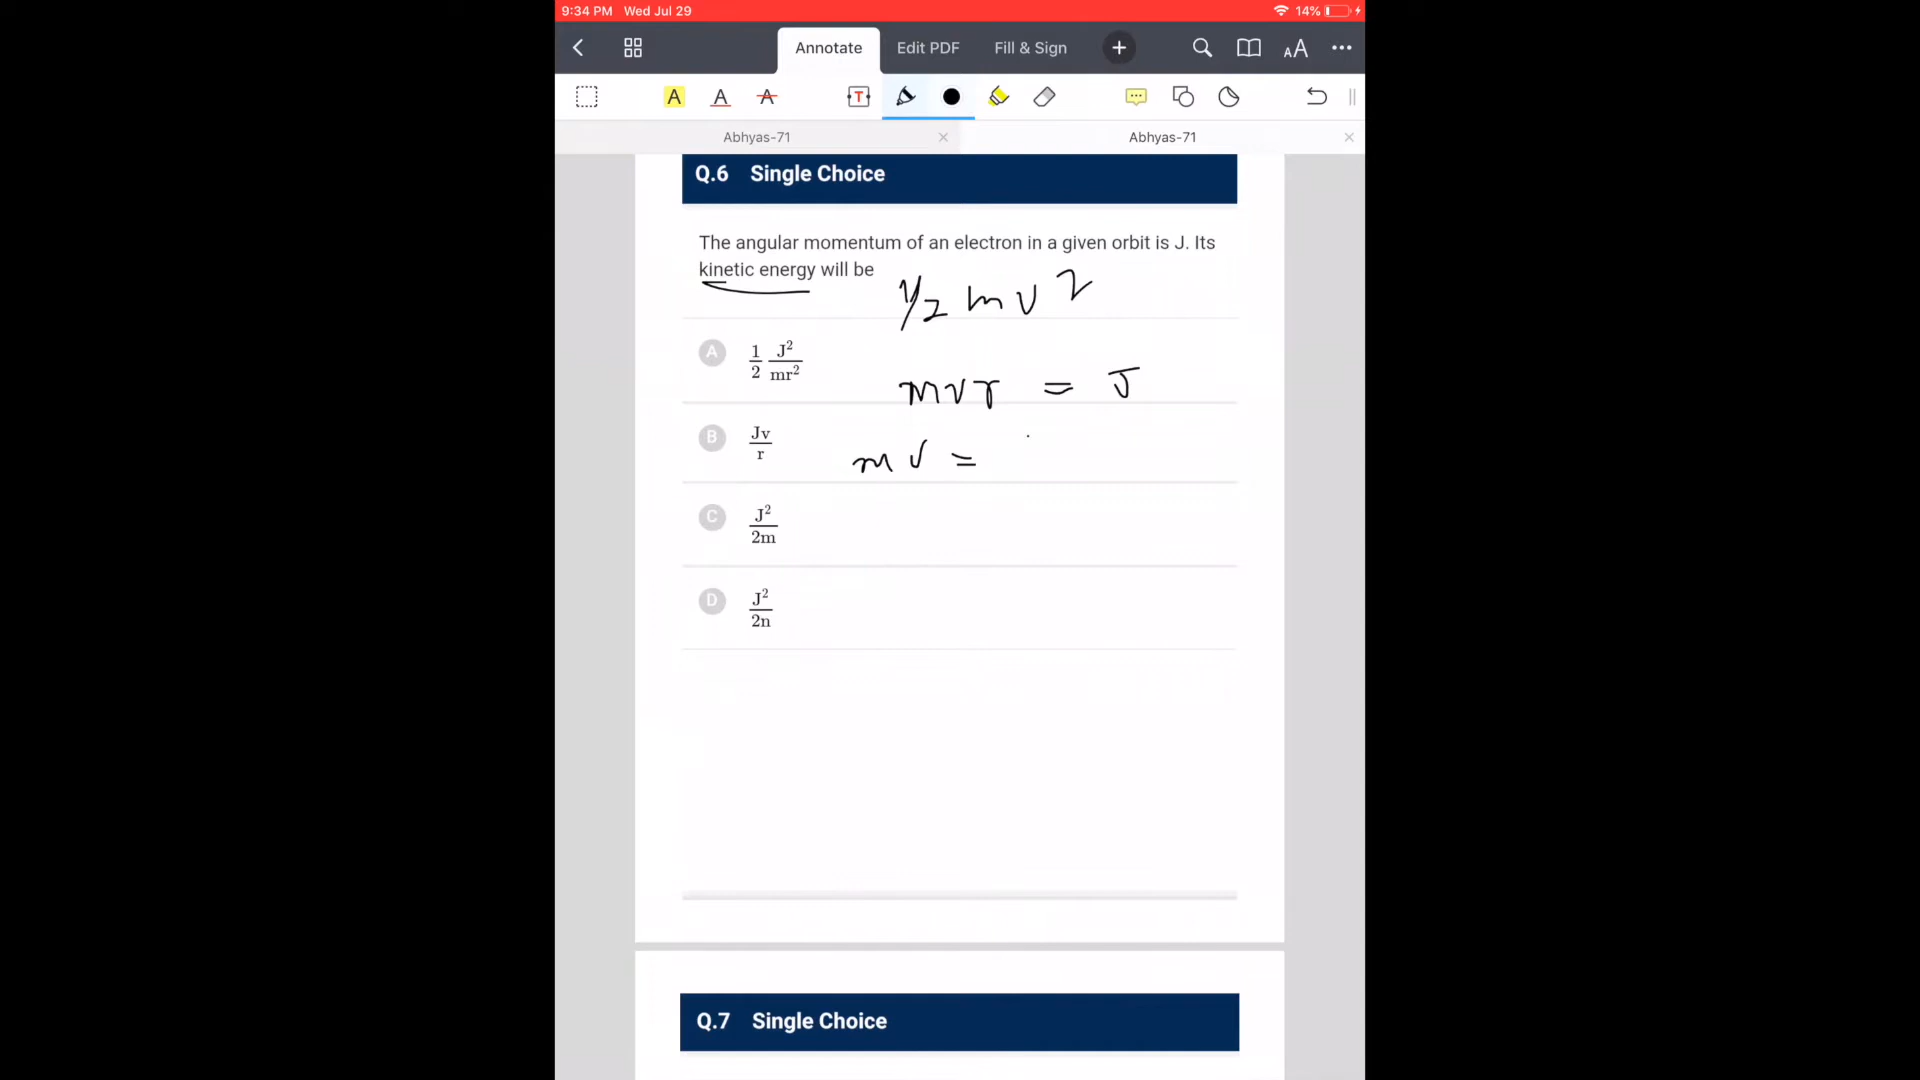 9:34 PM Wed Jul 29 14%
Annotate Edit PDF Fill & Sign + AA
A A A T
Abhyas-71 Abhyas-71
Q.6 Single Choice
The angular momentum of an electron in a given orbit is J. Its
kinetic energy will be
1/2 mv²
A 1/2 J²/mr²
mvr = J
B Jv/r
mv =
C J²/2m
D J²/2n
Q.7 Single Choice